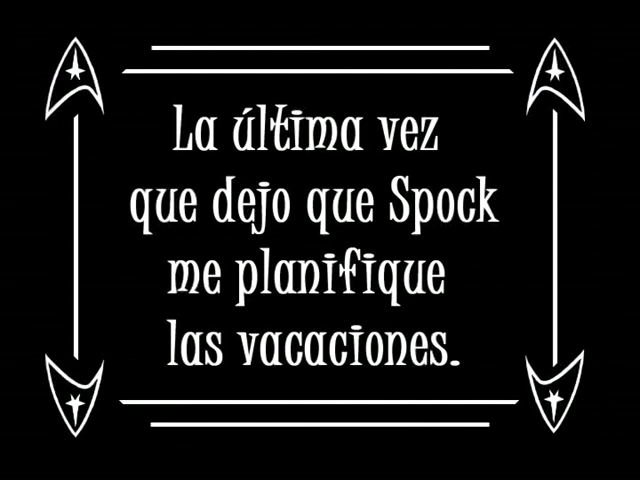 La última vez
que dejo que Spock
me planifique
las vacaciones.